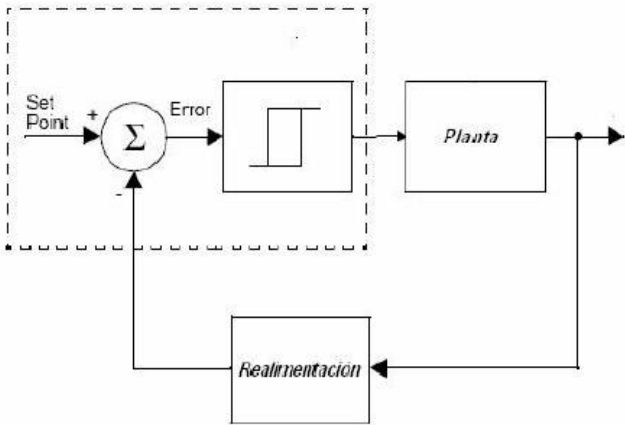 Set
Point
+
Σ
Error
-
Planta
Realimentación